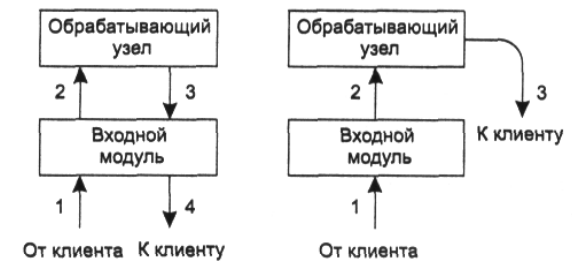 Обрабатывающий
узел
2
3
Входной
модуль
1
4
От клиента
К клиенту
Обрабатывающий
узел
2
3
К клиенту
Входной
модуль
1
От клиента